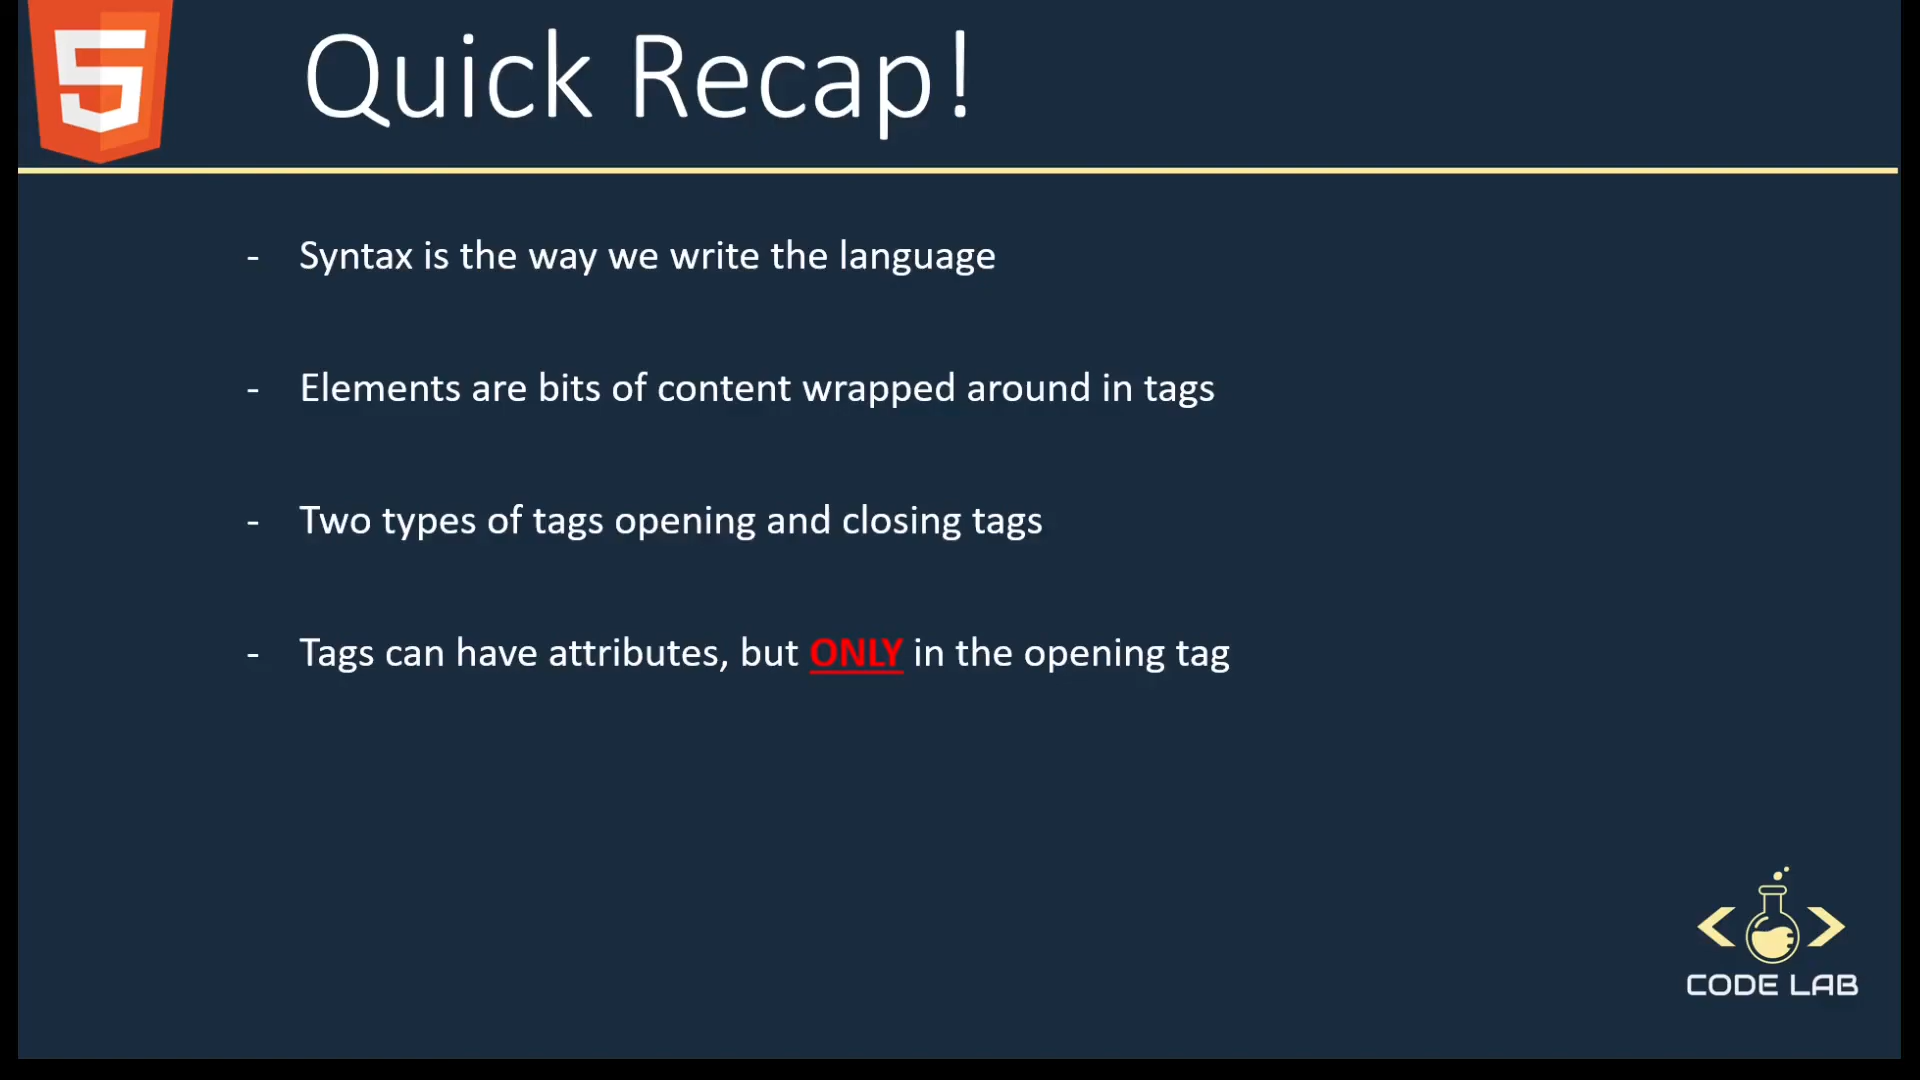 Quick Recap!
- Syntax is the way we write the language
- Elements are bits of content wrapped around in tags
- Two types of tags opening and closing tags
- Tags can have attributes, but ONLY in the opening tag
CODE LAB